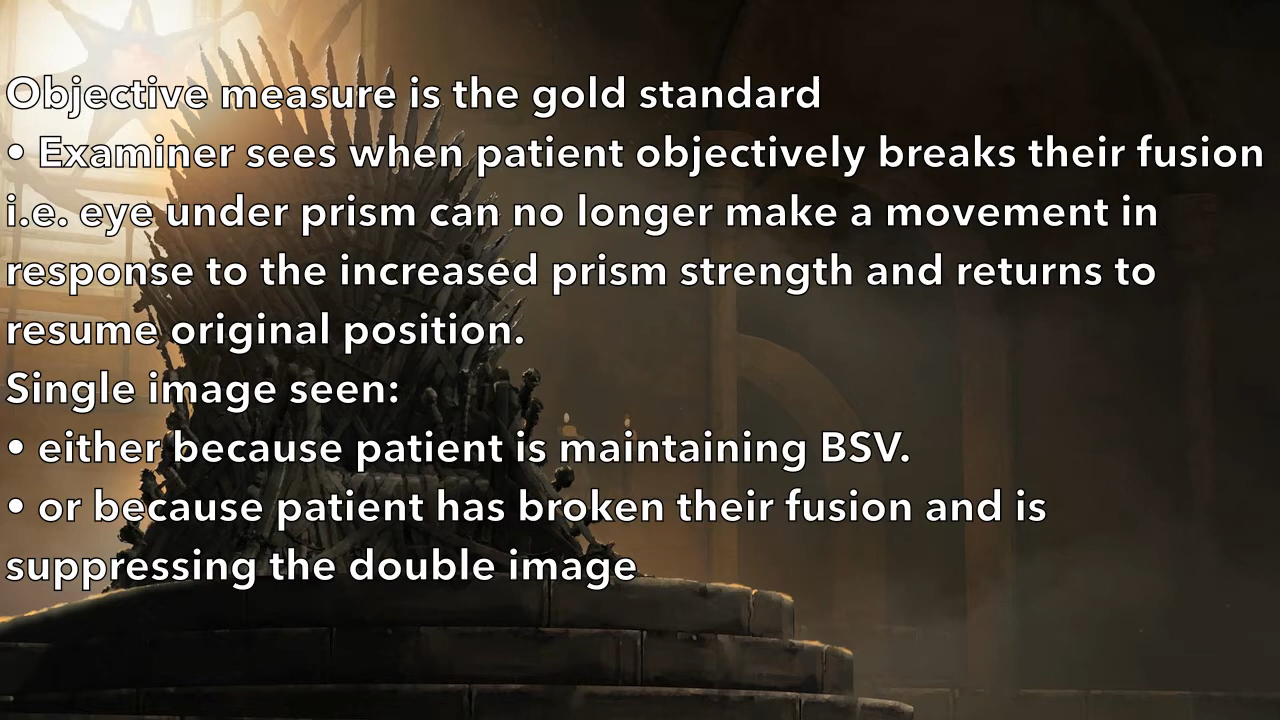 Objective measure is the gold standard
• Examiner sees when patient objectively breaks their fusion
i.e. eye under prism can no longer make a movement in
response to the increased prism strength and returns to
resume original position.
Single image seen:
• either because patient is maintaining BSV.
• or because patient has broken their fusion and is
suppressing the double image